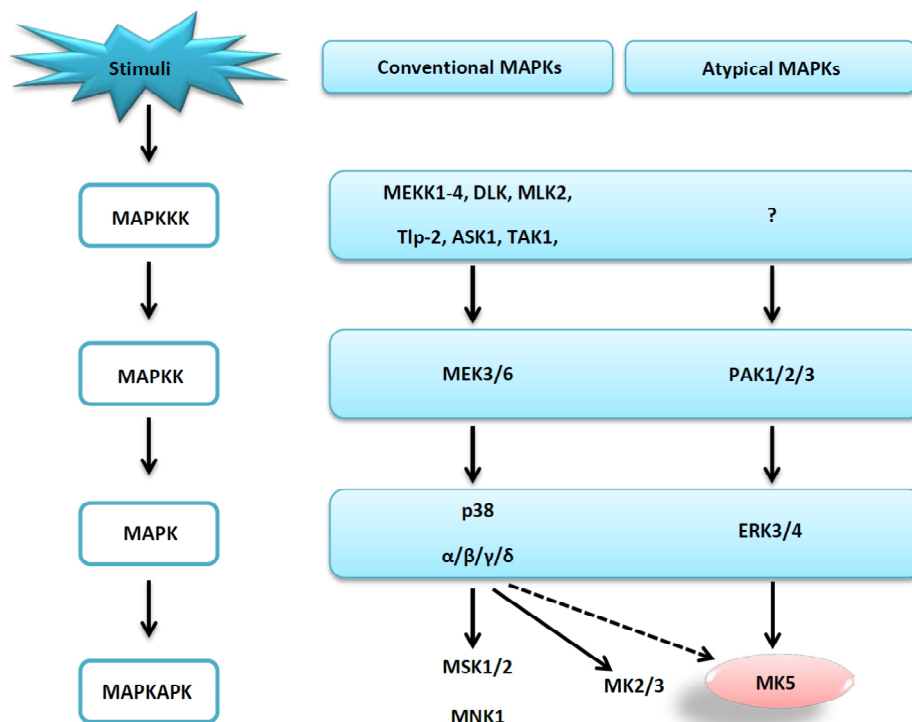 Stimuli
Conventional MAPKs
Atypical MAPKs
MAPKKK
MEKK1-4, DLK, MLK2,
Tlp-2, ASK1, TAK1,
?
MAPKK
MEK3/6
PAK1/2/3
MAPK
p38
α/β/γ/δ
ERK3/4
MAPKAPK
MSK1/2
MNK1
MK2/3
MK5